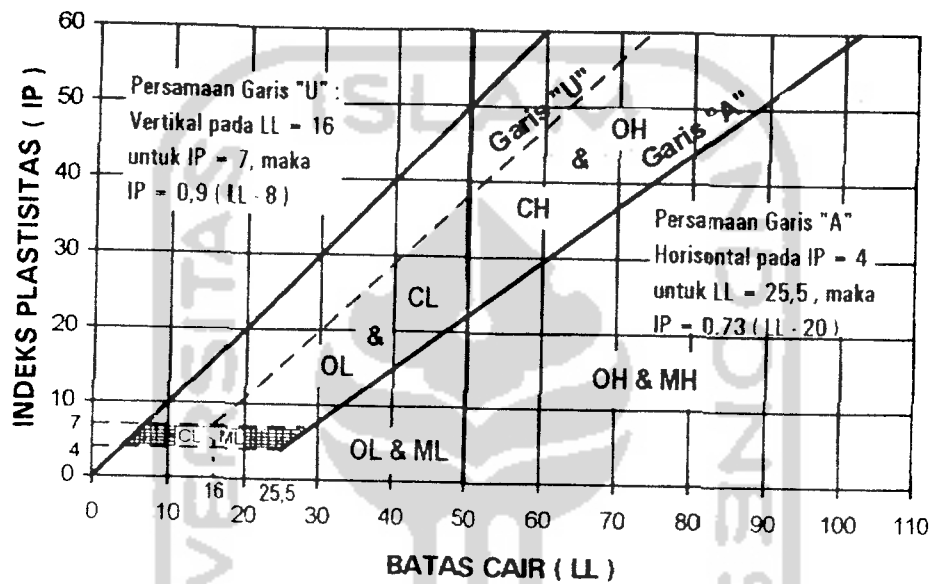 60
50
40
30
20
10
7
4
0
INDEKS PLASTISITAS ( IP )
Persamaan Garis "U" :
Vertikal pada LL = 16
untuk IP = 7, maka
IP = 0,9 ( LL - 8 )
ISLAM
Garis "U"
OH
&
CH
Garis "A"
Persamaan Garis "A"
Horisontal pada IP = 4
untuk LL = 25,5 , maka
IP = 0.73 ( LL - 20 )
CL
&
OL
OH & MH
OL & ML
CL - ML
16
25,5
0 10 20 30 40 50 60 70 80 90 100 110
BATAS CAIR ( LL )
VERSITAS